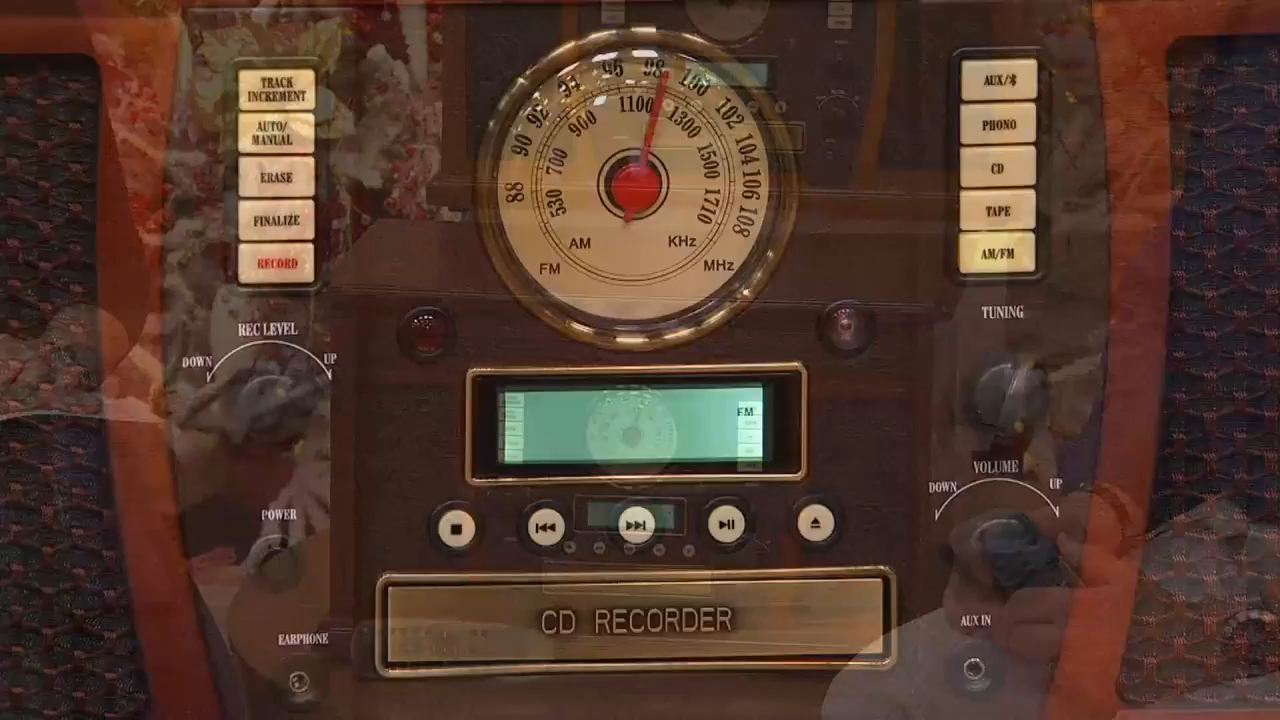 TRACK
INCREMENT
AUTO/
MANUAL
ERASE
FINALIZE
RECORD
REC LEVEL
DOWN
UP
POWER
EARPHONE
88 90 92 94 95 98 100 102 104 106 108
530 700 900 1100 1300 1500 1710
AM KHz
FM MHz
FM
CD RECORDER
AUX/
PHONO
CD
TAPE
AM/FM
TUNING
VOLUME
DOWN
UP
AUX IN